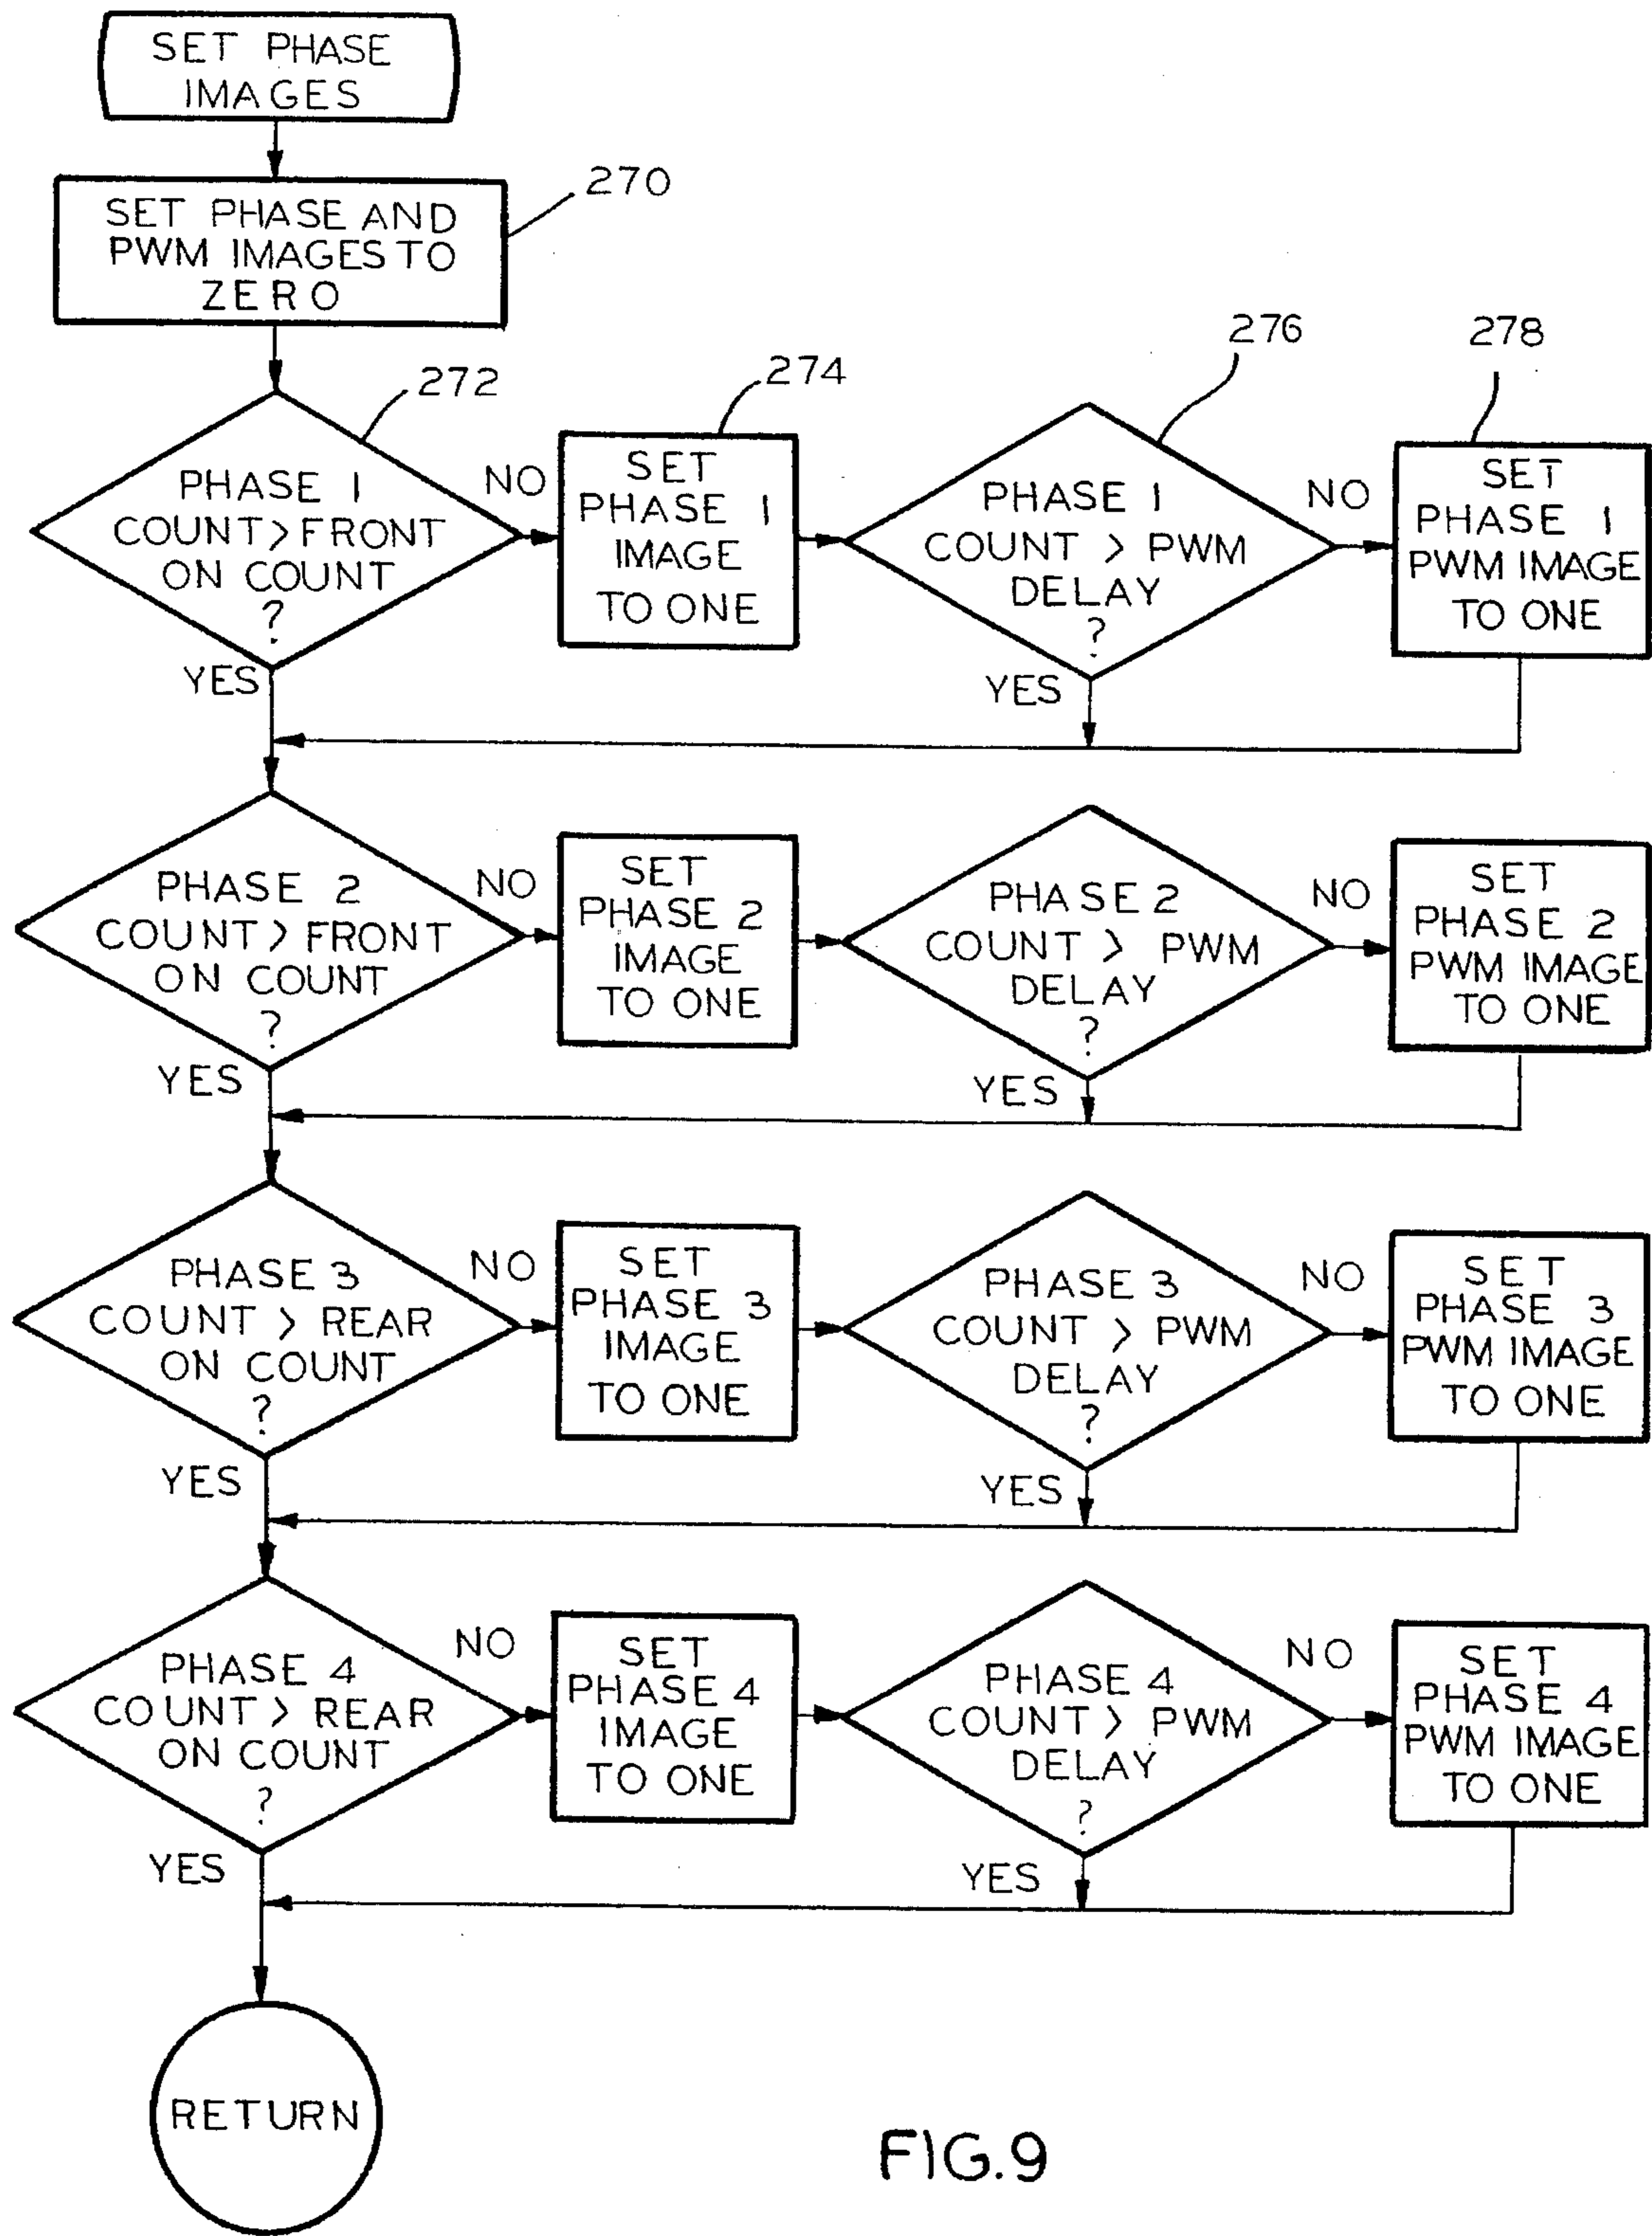 SET PHASE
IMAGES
270
SET PHASE AND
PWM IMAGES TO
ZERO
272
PHASE 1
COUNT > FRONT
ON COUNT
?
NO
YES
274
SET
PHASE 1
IMAGE
TO ONE
276
PHASE 1
COUNT > PWM
DELAY
?
NO
YES
278
SET
PHASE 1
PWM IMAGE
TO ONE
PHASE 2
COUNT > FRONT
ON COUNT
?
NO
YES
SET
PHASE 2
IMAGE
TO ONE
PHASE 2
COUNT > PWM
DELAY
?
NO
YES
SET
PHASE 2
PWM IMAGE
TO ONE
PHASE 3
COUNT > REAR
ON COUNT
?
NO
YES
SET
PHASE 3
IMAGE
TO ONE
PHASE 3
COUNT > PWM
DELAY
?
NO
YES
SET
PHASE 3
PWM IMAGE
TO ONE
PHASE 4
COUNT > REAR
ON COUNT
?
NO
YES
SET
PHASE 4
IMAGE
TO ONE
PHASE 4
COUNT > PWM
DELAY
?
NO
YES
SET
PHASE 4
PWM IMAGE
TO ONE
RETURN
FIG.9